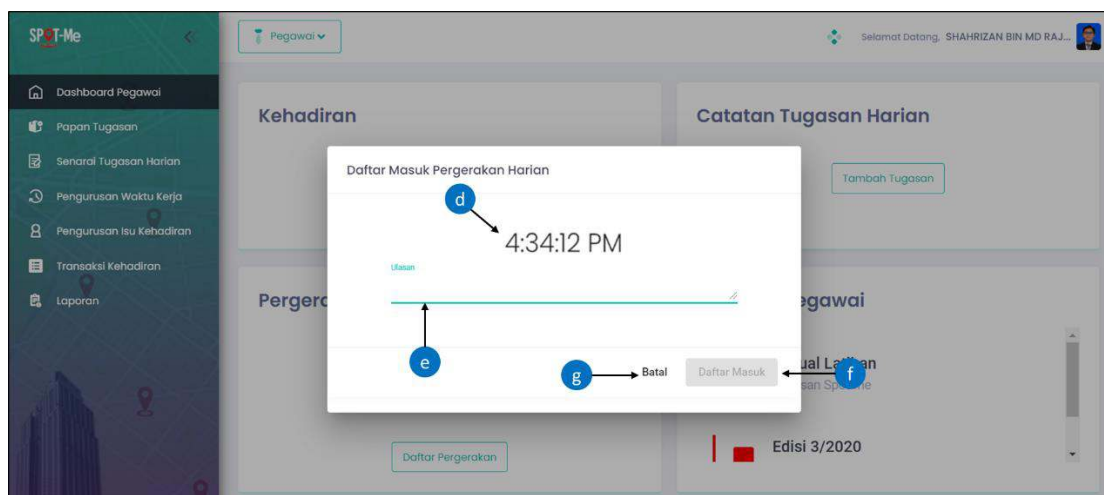 SPOT-Me
Pegawai
Selamat Datang, SHAHRIZAN BIN MD RAJ...
Dashboard Pegawai
Papan Tugasan
Senarai Tugasan Harian
Pengurusan Waktu Kerja
Pengurusan Isu Kehadiran
Transaksi Kehadiran
Laporan
Kehadiran
Catatan Tugasan Harian
Tambah Tugasan
Daftar Masuk Pergerakan Harian
d
4:34:12 PM
Ulasan
e
g
Batal
Daftar Masuk
f
Daftar Pergerakan
Edisi 3/2020